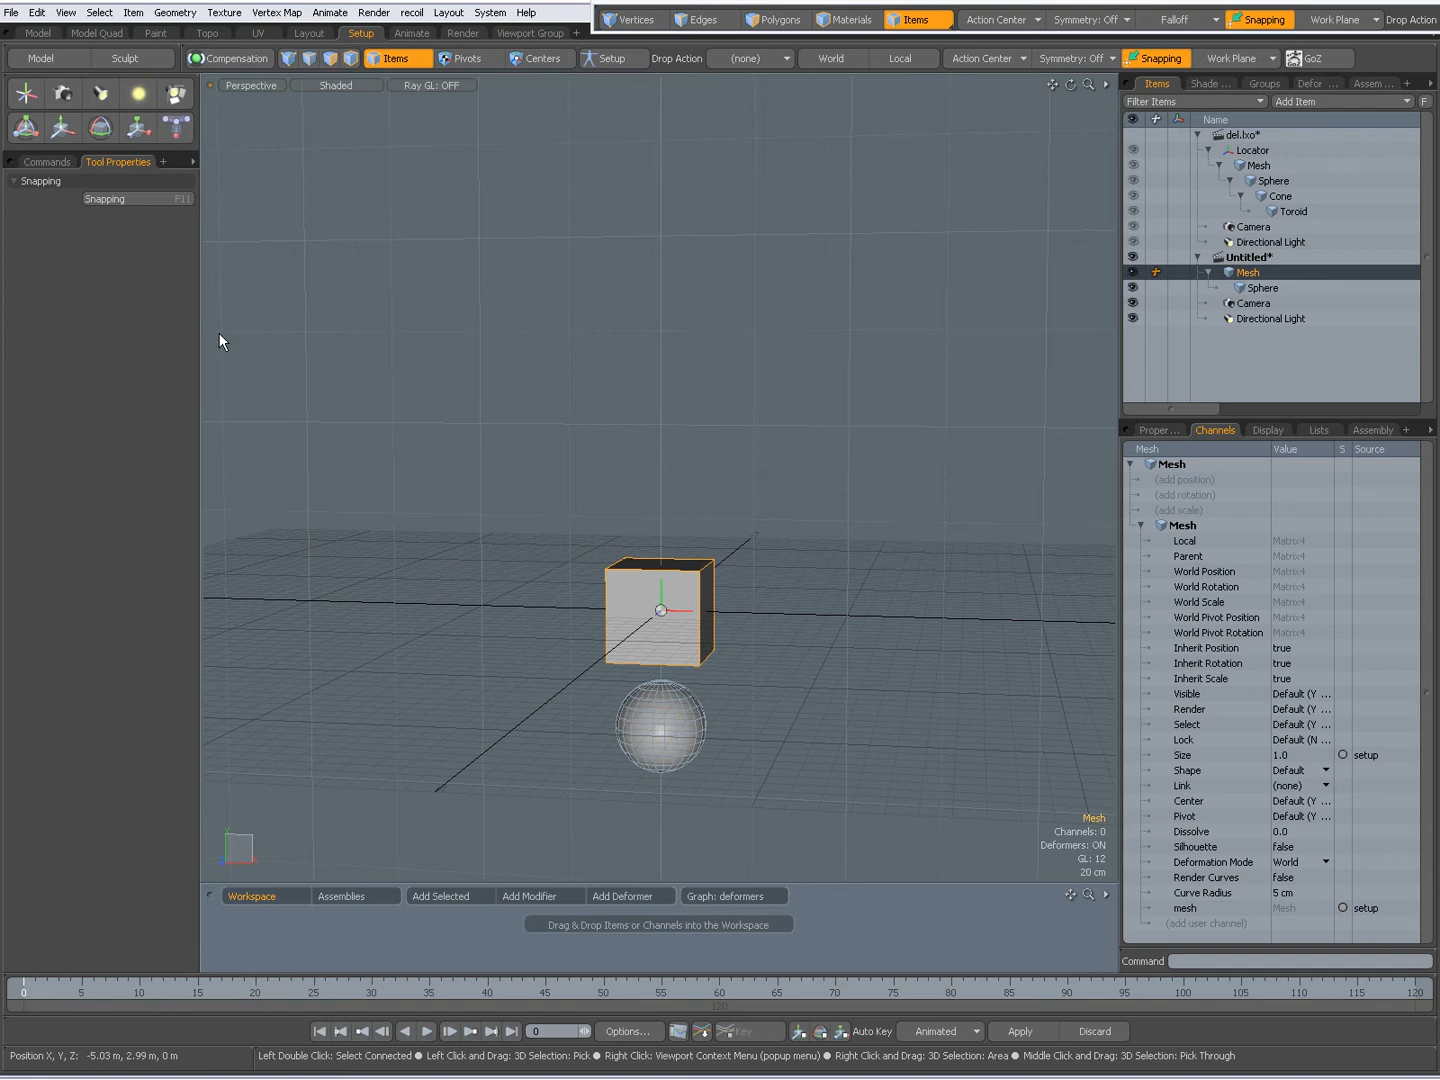 File Edit View Select Item Geometry Texture Vertex Map Animate Render recoil Layout System Help
Vertices Edges Polygons Materials Items Action Center Symmetry: Off Falloff Snapping Work Plane Drop Action
Model Model Quad Paint Topo UV Layout Setup Animate Render Viewport Group +
Model Sculpt Compensation Items Pivots Centers Setup Drop Action (none) World Local Action Center Symmetry: Off Snapping Work Plane GoZ
Perspective Shaded Ray GL: OFF
Commands Tool Properties +
Snapping
Snapping F11
Items Shade ... Groups Defor ... Assem ... +
Filter Items Add Item F
Name
del.lxo*
Locator
Mesh
Sphere
Cone
Toroid
Camera
Directional Light
Untitled*
Mesh
Sphere
Camera
Directional Light
Proper ... Channels Display Lists Assembly +
Mesh Value S Source
Mesh
(add position)
(add rotation)
(add scale)
Mesh
Local Matrix4
Parent Matrix4
World Position Matrix4
World Rotation Matrix4
World Scale Matrix4
World Pivot Position Matrix4
World Pivot Rotation Matrix4
Inherit Position true
Inherit Rotation true
Inherit Scale true
Visible Default (Y ...
Render Default (Y ...
Select Default (Y ...
Lock Default (N ...
Size 1.0 setup
Shape Default
Link (none)
Center Default (Y ...
Pivot Default (Y ...
Dissolve 0.0
Silhouette false
Deformation Mode World
Render Curves false
Curve Radius 5 cm
mesh Mesh setup
(add user channel)
Command
Mesh
Channels: 0
Deformers: ON
GL: 12
20 cm
Workspace Assemblies Add Selected Add Modifier Add Deformer Graph: deformers
Drag & Drop Items or Channels into the Workspace
0 5 10 15 20 25 30 35 40 45 50 55 60 65 70 75 80 85 90 95 100 105 110 115 120
120
0 Options... Key Auto Key Animated Apply Discard
Position X, Y, Z: -5.03 m, 2.99 m, 0 m Left Double Click: Select Connected ● Left Click and Drag: 3D Selection: Pick ● Right Click: Viewport Context Menu (popup menu) ● Right Click and Drag: 3D Selection: Area ● Middle Click and Drag: 3D Selection: Pick Through